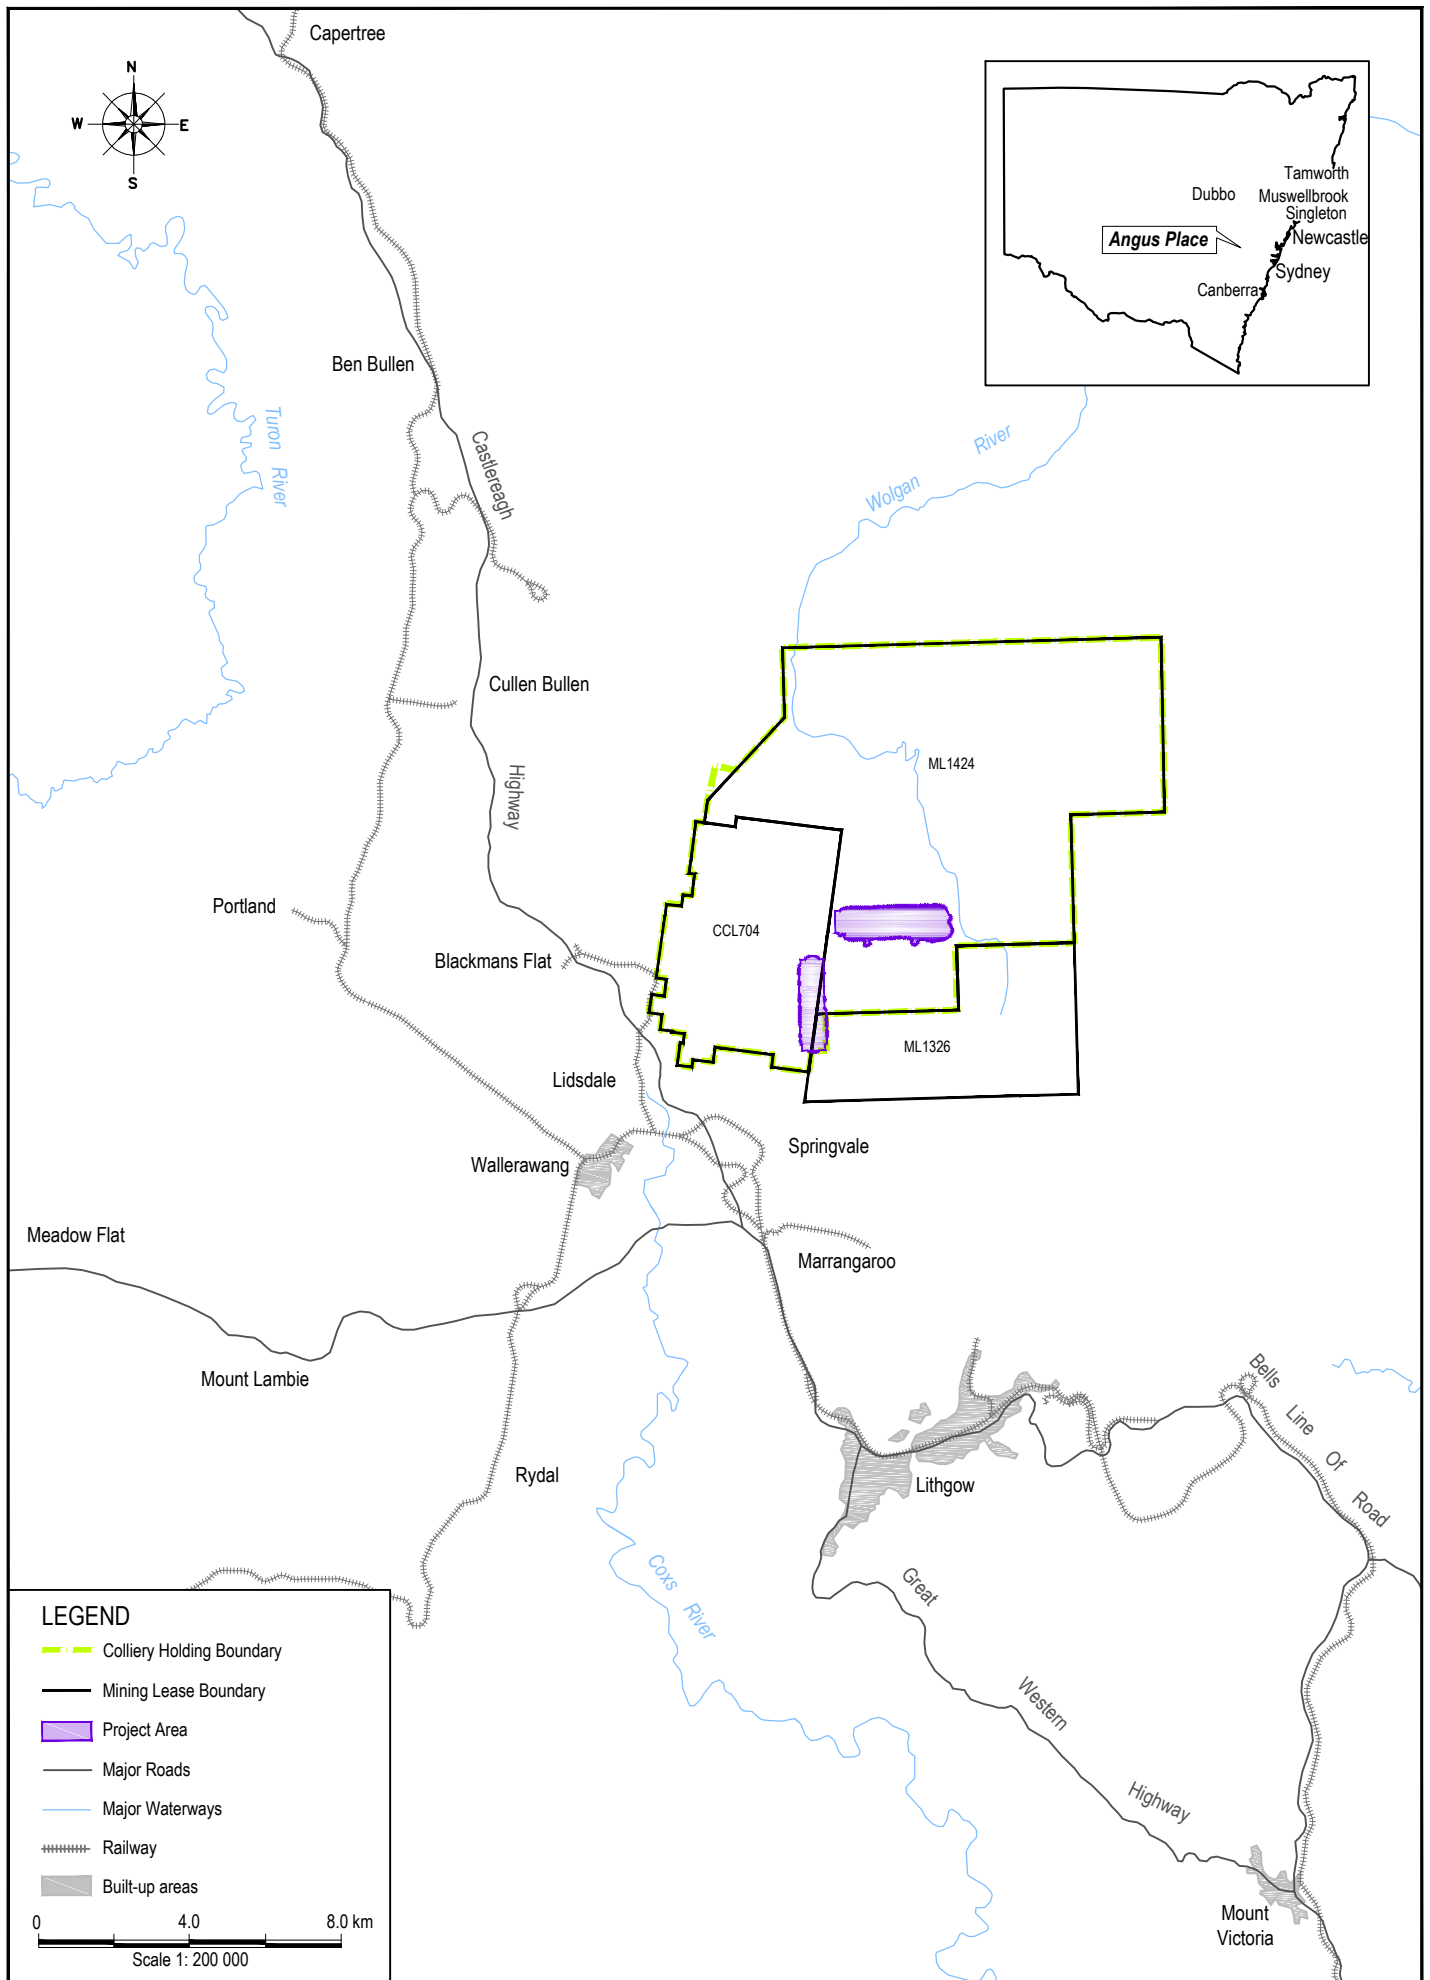 Capertree
N
W
E
S
Tamworth
Dubbo
Muswellbrook
Singleton
Angus Place
Newcastle
Sydney
Canberra
Ben Bullen
Turon River
Castlereagh
Wolgan River
Cullen Bullen
Highway
ML1424
Portland
CCL704
Blackmans Flat
ML1326
Lidsdale
Springvale
Wallerawang
Meadow Flat
Marrangaroo
Mount Lambie
Bells Line Of Road
Rydal
Lithgow
Coxs River
Great Western Highway
Mount
Victoria
LEGEND
Colliery Holding Boundary
Mining Lease Boundary
Project Area
Major Roads
Major Waterways
Railway
Built-up areas
0 4.0 8.0 km
Scale 1: 200 000